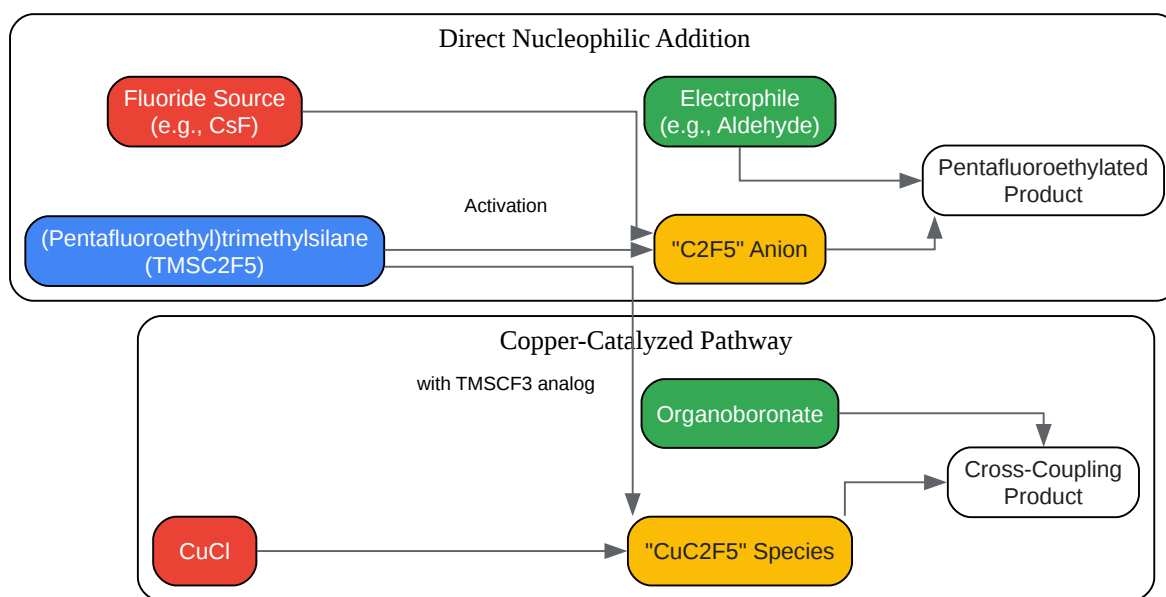 Direct Nucleophilic Addition
Fluoride Source
(e.g., CsF)
Electrophile
(e.g., Aldehyde)
Pentafluoroethylated
Product
Activation
(Pentafluoroethyl)trimethylsilane
(TMSC2F5)
"C2F5" Anion
Copper-Catalyzed Pathway
with TMSCF3 analog
Organoboronate
Cross-Coupling
Product
CuCl
"CuC2F5" Species